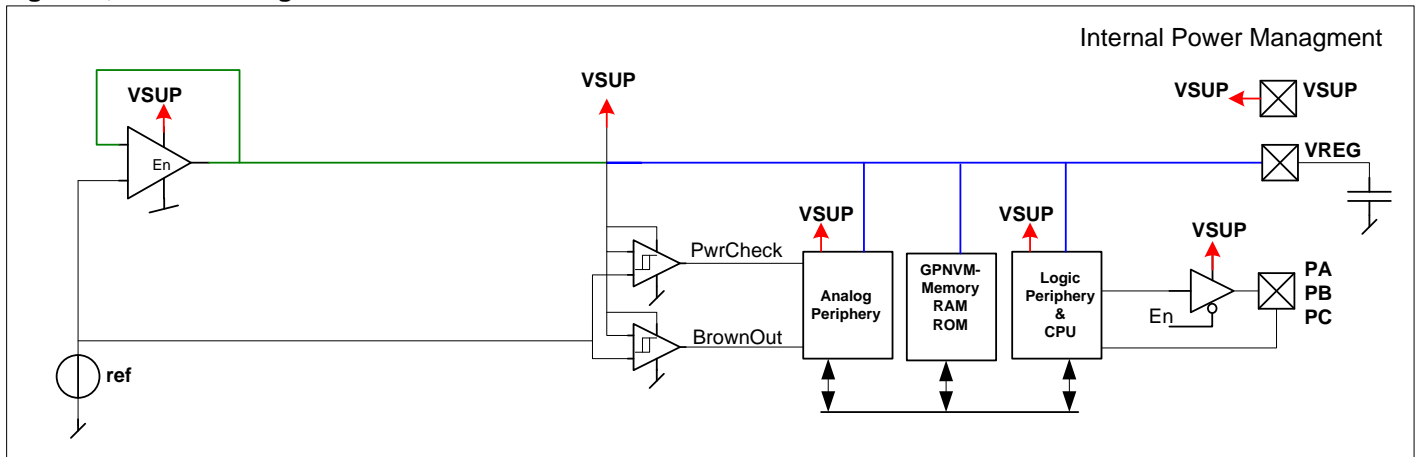 Internal Power Managment
VSUP
VSUP
VSUP
VSUP
En
VREG
VSUP
VSUP
VSUP
PwrCheck
Analog
Periphery
GPNVM-
Memory
RAM
ROM
Logic
Periphery
&
CPU
PA
PB
PC
En
BrownOut
ref